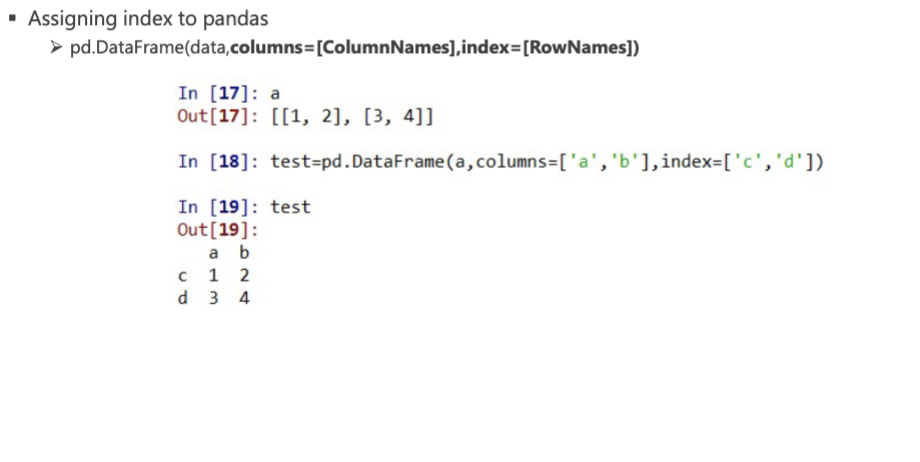 ▪ Assigning index to pandas
➢ pd.DataFrame(data,columns=[ColumnNames],index=[RowNames])
In [17]: a
Out[17]: [[1, 2], [3, 4]]
In [18]: test=pd.DataFrame(a,columns=['a','b'],index=['c','d'])
In [19]: test
Out[19]:
   a  b
c  1  2
d  3  4